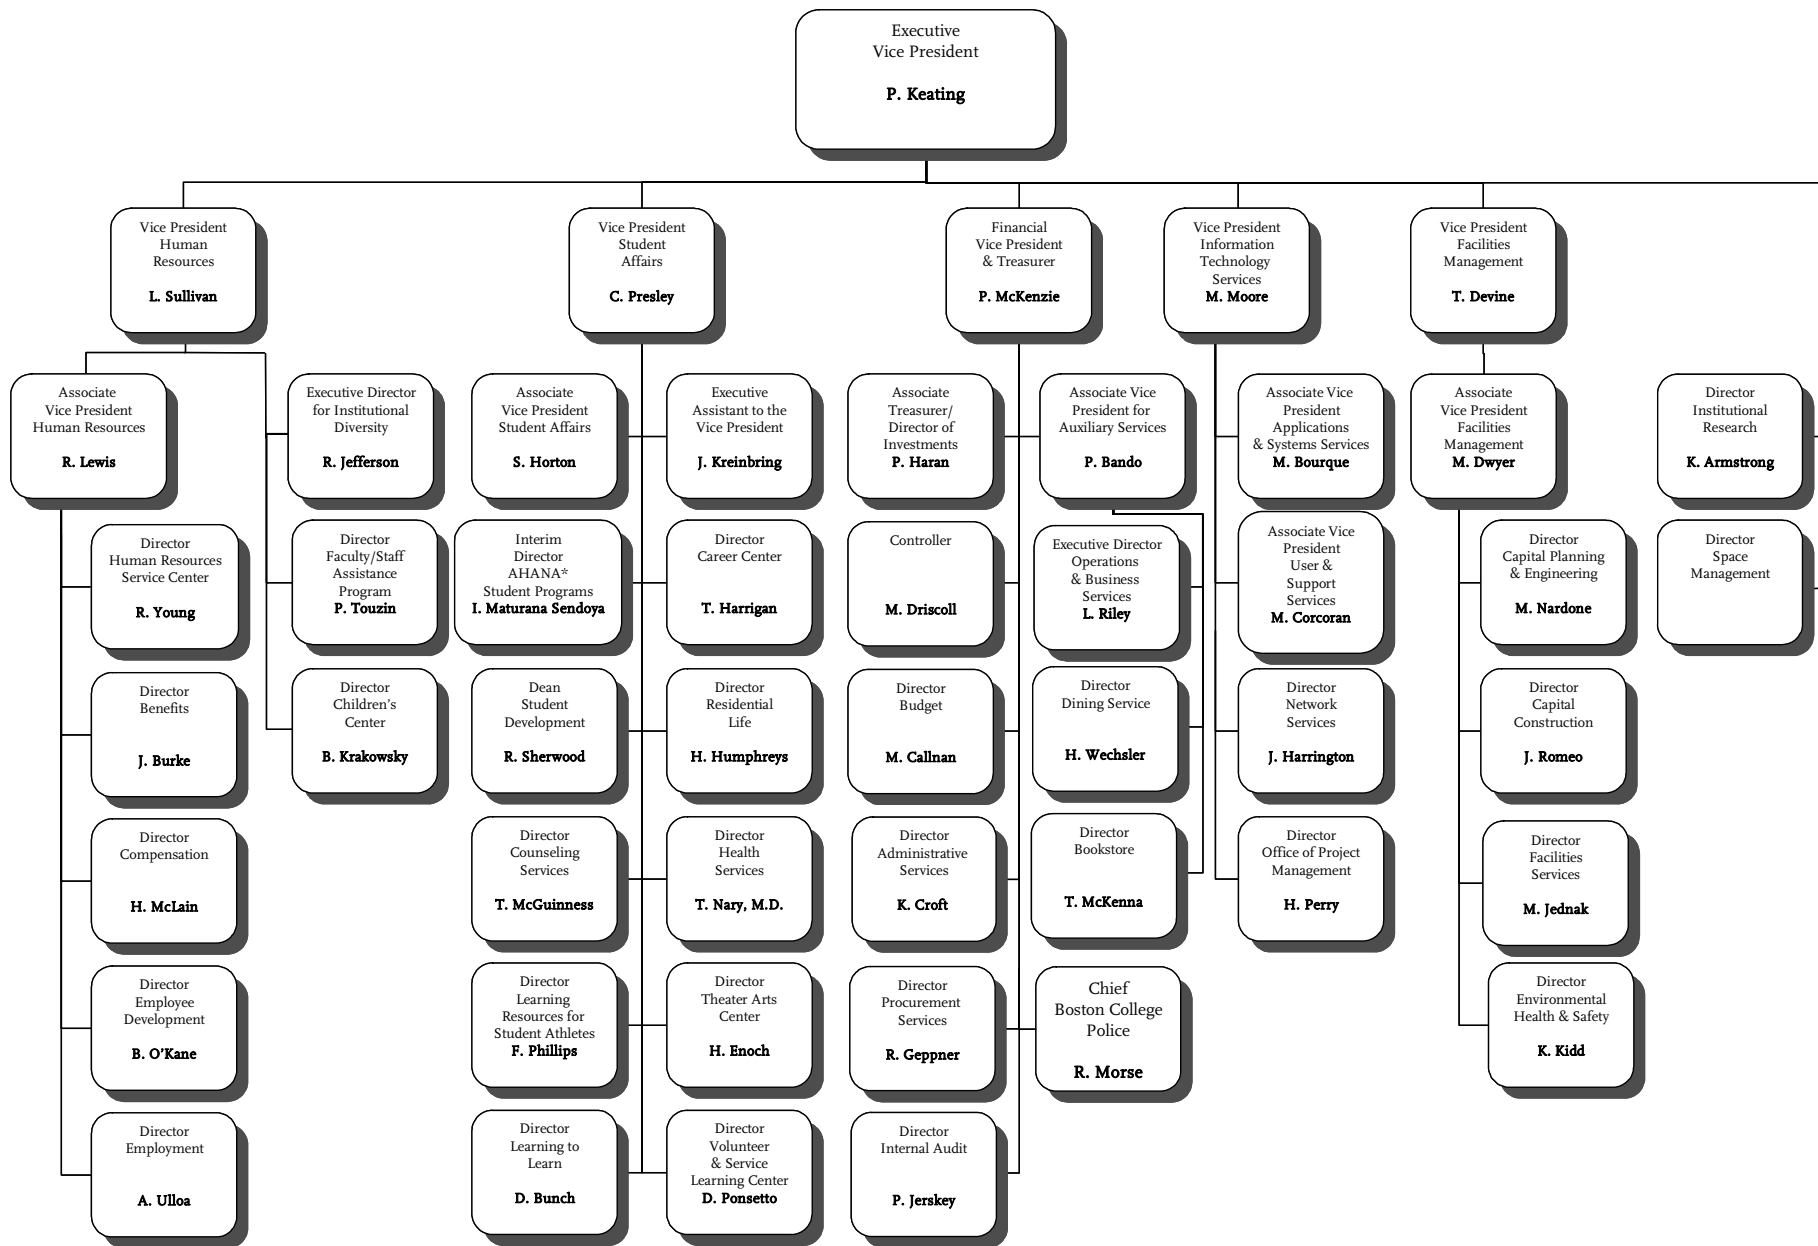 Executive
Vice President
P. Keating
Vice President
Human
Resources
L. Sullivan
Vice President
Student
Affairs
C. Presley
Financial
Vice President
& Treasurer
P. McKenzie
Vice President
Information
Technology
Services
M. Moore
Vice President
Facilities
Management
T. Devine
Associate
Vice President
Human Resources
R. Lewis
Executive Director
for Institutional
Diversity
R. Jefferson
Associate
Vice President
Student Affairs
S. Horton
Executive
Assistant to the
Vice President
J. Kreinbring
Associate
Treasurer/
Director of
Investments
P. Haran
Associate Vice
President for
Auxiliary Services
P. Bando
Associate Vice
President
Applications
& Systems Services
M. Bourque
Associate
Vice President
Facilities
Management
M. Dwyer
Director
Institutional
Research
K. Armstrong
Director
Human Resources
Service Center
R. Young
Director
Faculty/Staff
Assistance
Program
P. Touzin
Interim
Director
AHANA*
Student Programs
I. Maturana Sendoya
Director
Career Center
T. Harrigan
Controller
M. Driscoll
Executive Director
Operations
& Business
Services
L. Riley
Associate Vice
President
User &
Support
Services
M. Corcoran
Director
Capital Planning
& Engineering
M. Nardone
Director
Space
Management
Director
Benefits
J. Burke
Director
Children's
Center
B. Krakowsky
Dean
Student
Development
R. Sherwood
Director
Residential
Life
H. Humphreys
Director
Budget
M. Callnan
Director
Dining Service
H. Wechsler
Director
Network
Services
J. Harrington
Director
Capital
Construction
J. Romeo
Director
Compensation
H. McLain
Director
Counseling
Services
T. McGuinness
Director
Health
Services
T. Nary, M.D.
Director
Administrative
Services
K. Croft
Director
Bookstore
T. McKenna
Director
Office of Project
Management
H. Perry
Director
Facilities
Services
M. Jednak
Director
Employee
Development
B. O'Kane
Director
Learning
Resources for
Student Athletes
F. Phillips
Director
Theater Arts
Center
H. Enoch
Director
Procurement
Services
R. Geppner
Chief
Boston College
Police
R. Morse
Director
Environmental
Health & Safety
K. Kidd
Director
Employment
A. Ulloa
Director
Learning to
Learn
D. Bunch
Director
Volunteer
& Service
Learning Center
D. Ponsetto
Director
Internal Audit
P. Jerskey